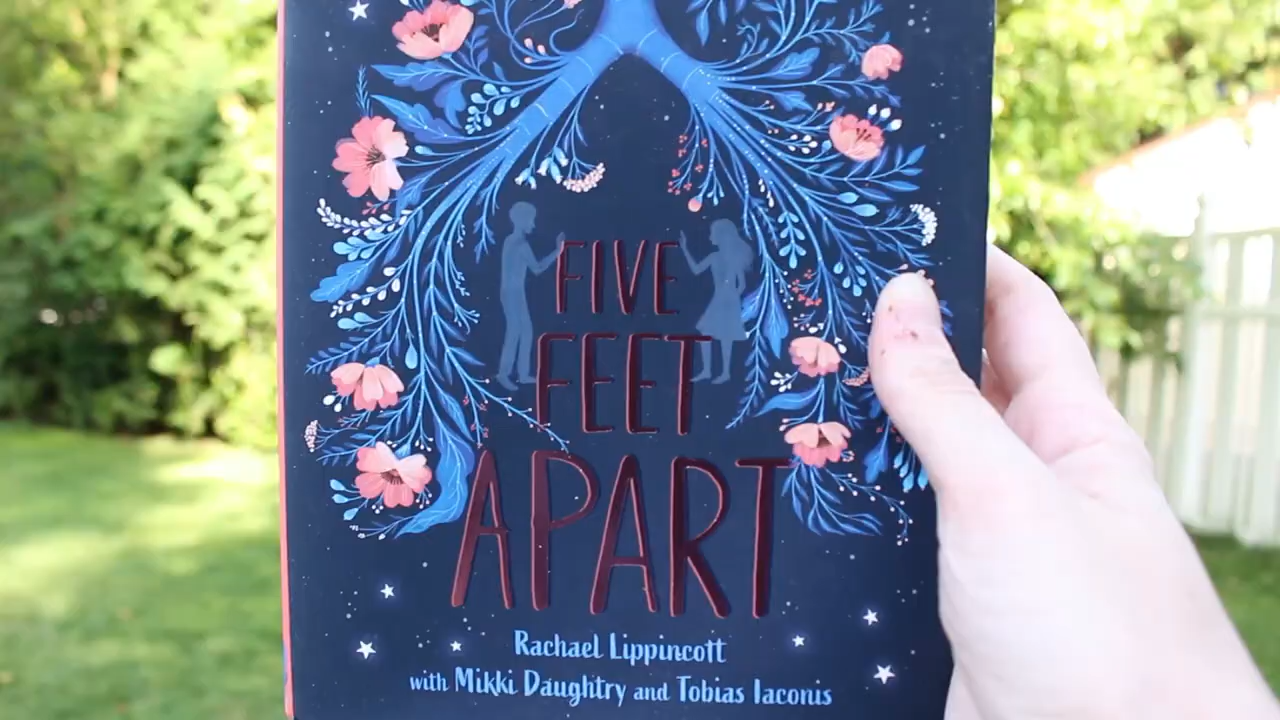 FIVE
FEET
APART
Rachael Lippincott
with Mikki Daughtry and Tobias Iaconis